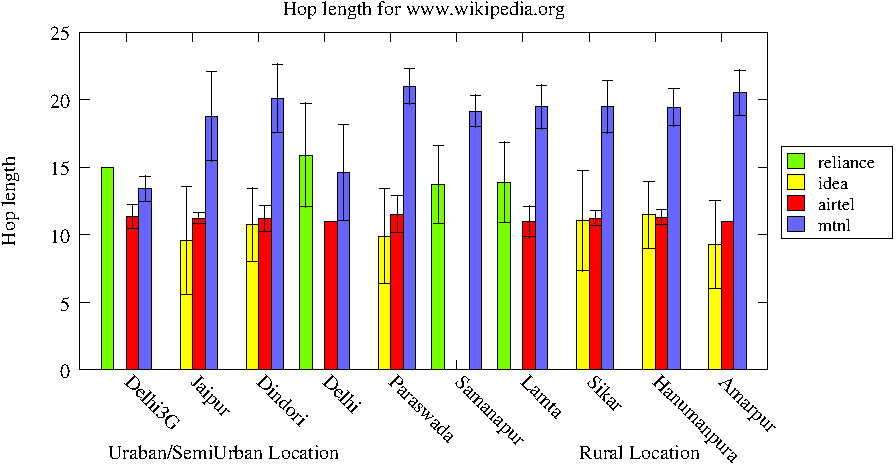 Hop length for www.wikipedia.org
25
20
15
10
5
0
Hop length
reliance
idea
airtel
mtnl
Delhi3G
Jaipur
Dindori
Delhi
Paraswada
Samanapur
Lamta
Sikar
Hanumanpura
Amarpur
Uraban/SemiUrban Location
Rural Location